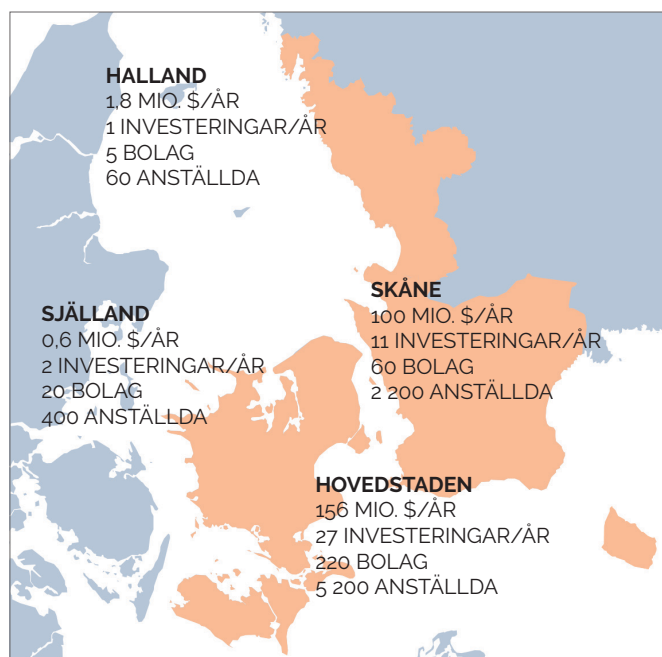 HALLAND
1,8 MIO. $/ÅR
1 INVESTERINGAR/ÅR
5 BOLAG
60 ANSTÄLLDA
SJÄLLAND
0,6 MIO. $/ÅR
2 INVESTERINGAR/ÅR
20 BOLAG
400 ANSTÄLLDA
SKÅNE
100 MIO. $/ÅR
11 INVESTERINGAR/ÅR
60 BOLAG
2 200 ANSTÄLLDA
HOVEDSTADEN
156 MIO. $/ÅR
27 INVESTERINGAR/ÅR
220 BOLAG
5 200 ANSTÄLLDA